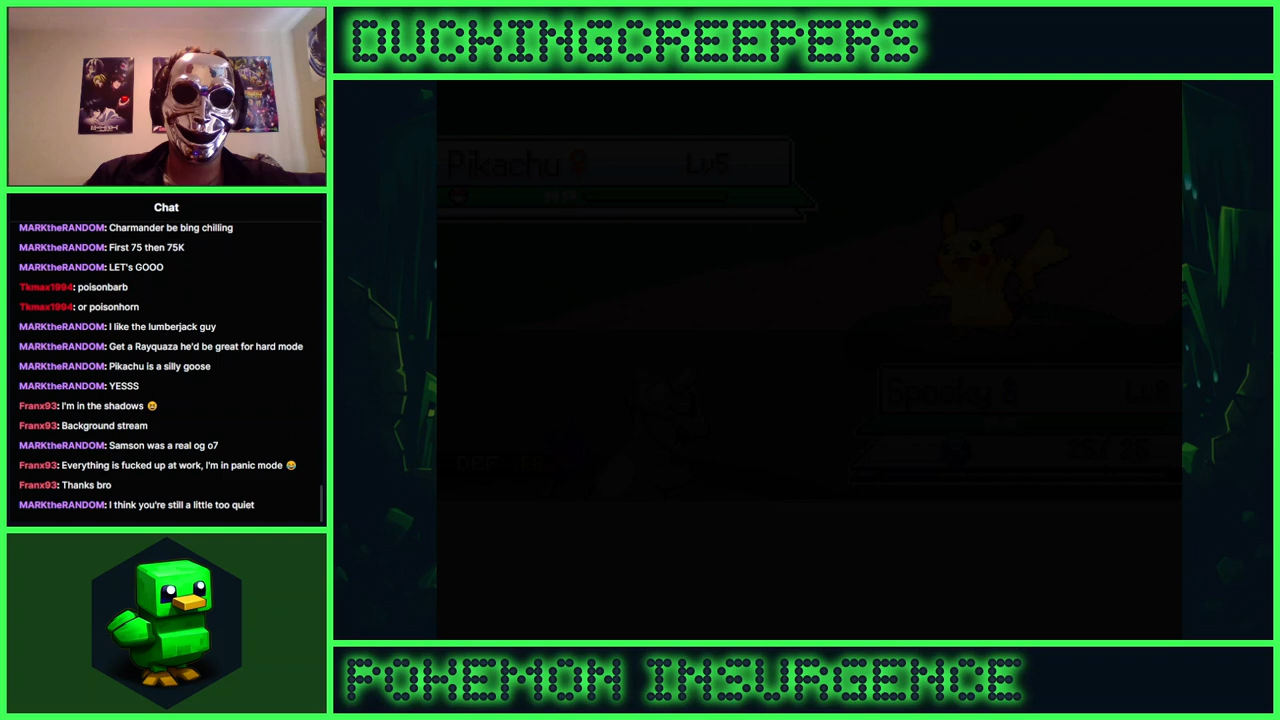 DUCKINGCREEPERS
Chat
MARKtheRANDOM: Charmander be bing chilling
MARKtheRANDOM: First 75 then 75K
MARKtheRANDOM: LET's GOOO
Tkmax1994: poisonbarb
Tkmax1994: or poisonhorn
MARKtheRANDOM: I like the lumberjack guy
MARKtheRANDOM: Get a Rayquaza he'd be great for hard mode
MARKtheRANDOM: Pikachu is a silly goose
MARKtheRANDOM: YESSS
Franx93: I'm in the shadows 😆
Franx93: Background stream
MARKtheRANDOM: Samson was a real og o7
Franx93: Everything is fucked up at work, I'm in panic mode 😂
Franx93: Thanks bro
MARKtheRANDOM: I think you're still a little too quiet
Pikachu Lv5
HP
Spooky
POKEMON INSURGENCE